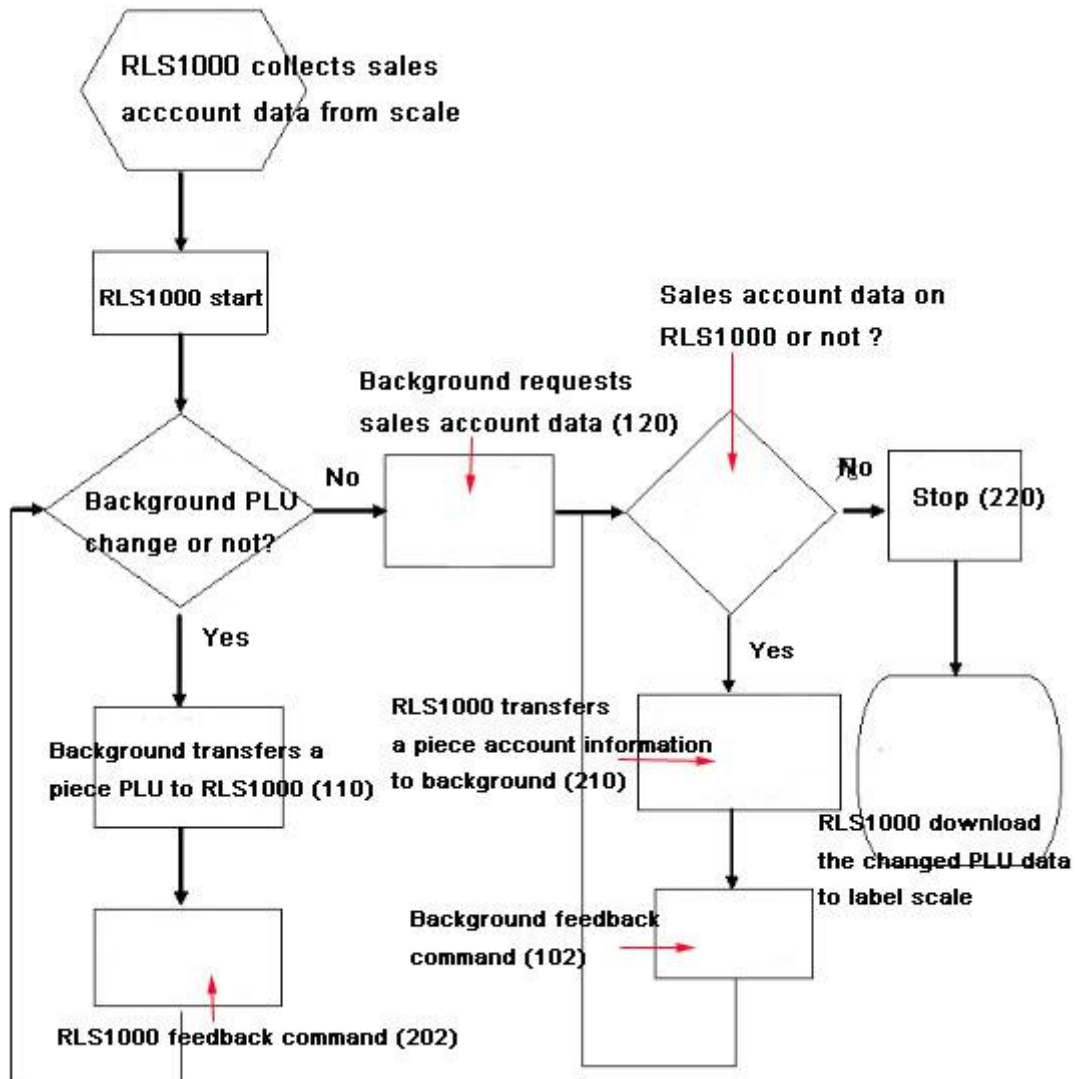 RLS1000 collects sales
acccount data from scale
RLS1000 start
Sales account data on
RLS1000 or not ?
Background requests
sales account data (120)
No
No
Background PLU
change or not?
Stop (220)
Yes
Yes
RLS1000 transfers
a piece account information
to background (210)
Background transfers a
piece PLU to RLS1000 (110)
RLS1000 download
the changed PLU data
to label scale
Background feedback
command (102)
RLS1000 feedback command (202)